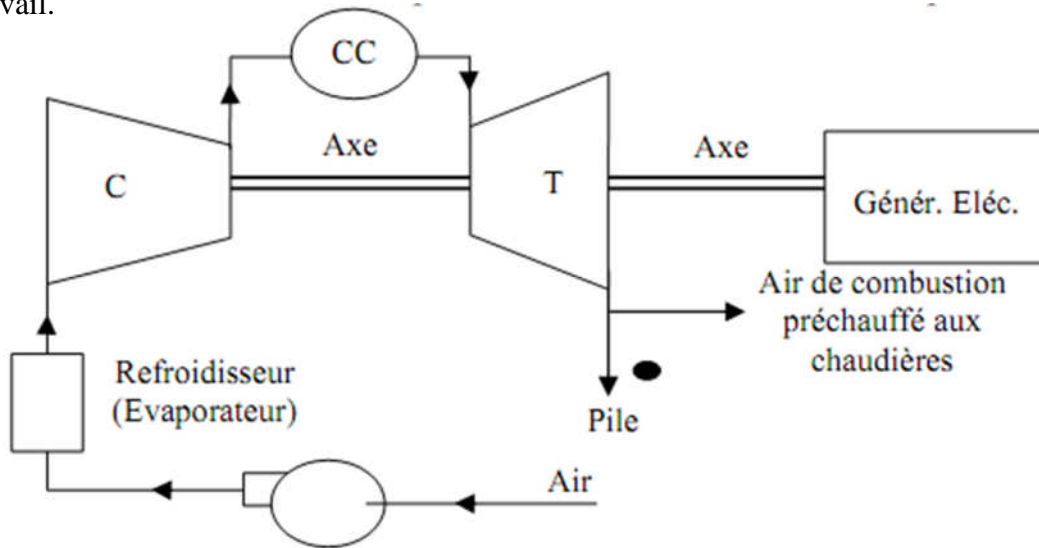 vail.
CC
Axe
Axe
C
T
Génér. Eléc.
Air de combustion
préchauffé aux
chaudières
Refroidisseur
(Evaporateur)
Pile
Air